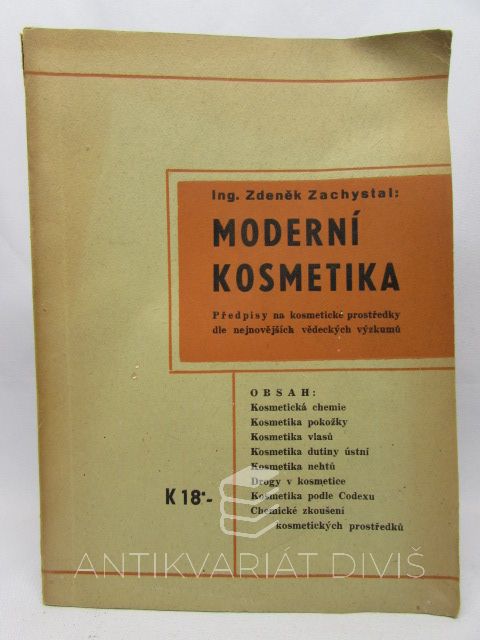 Ing. Zdeněk Zachystal:
MODERNÍ
KOSMETIKA
Předpisy na kosmetické prostředky
dle nejnovějších vědeckých výzkumů
OBSAH:
Kosmetická chemie
Kosmetika pokožky
Kosmetika vlasů
Kosmetika dutiny ústní
Kosmetika nehtů
Drogy v kosmetice
Kosmetika podle Codexu
Chemické zkoušení
kosmetických prostředků
K 18·-
ANTIKVARIÁT DIVIŠ